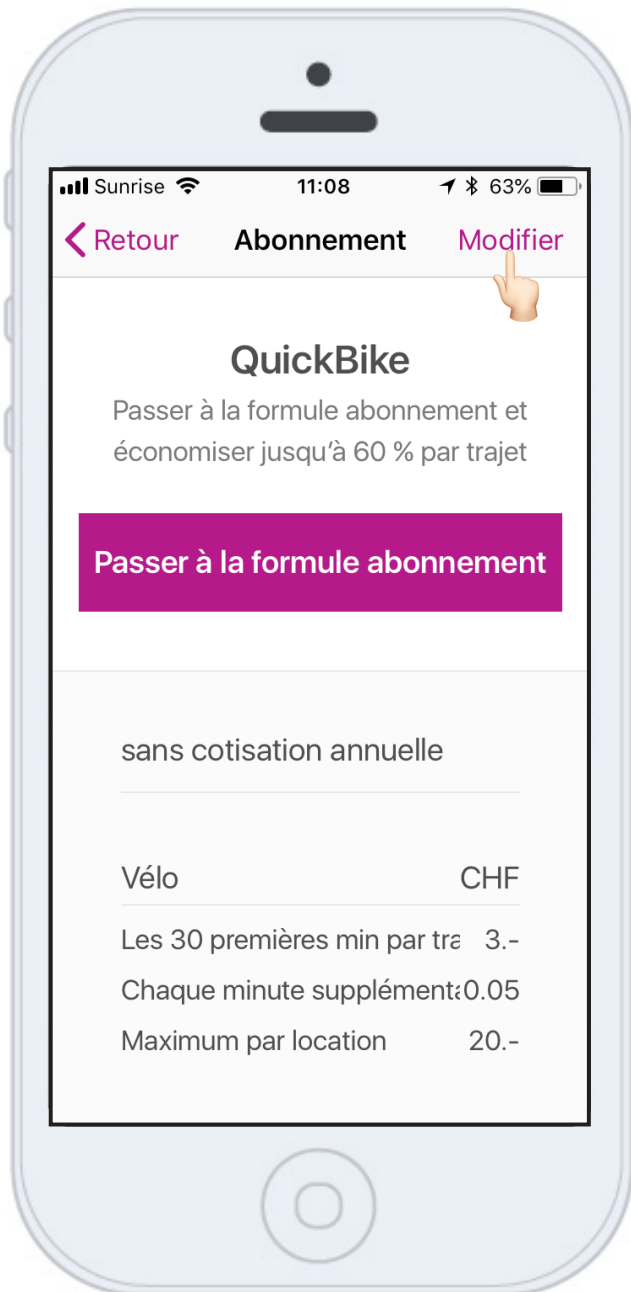 Sunrise 11:08 63%
Retour Abonnement Modifier
QuickBike
Passer à la formule abonnement et
économiser jusqu'à 60 % par trajet
Passer à la formule abonnement
sans cotisation annuelle
Vélo CHF
Les 30 premières min par tra 3.-
Chaque minute supplément 0.05
Maximum par location 20.-